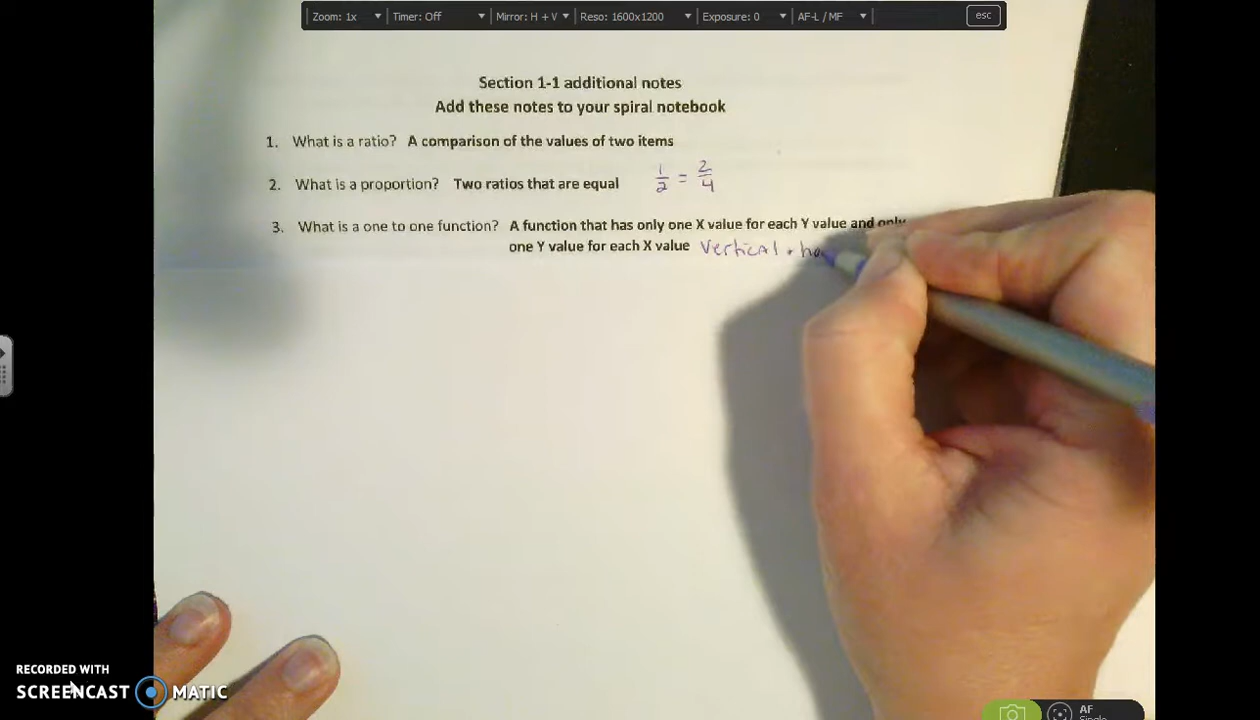 Zoom: 1x Timer: Off Mirror: H + V Reso: 1600x1200 Exposure: 0 AF-L / MF esc
Section 1-1 additional notes
Add these notes to your spiral notebook
1. What is a ratio? A comparison of the values of two items
2. What is a proportion? Two ratios that are equal 1/2 = 2/4
3. What is a one to one function? A function that has only one X value for each Y value and only
one Y value for each X value Vertical + ho
RECORDED WITH
SCREENCAST MATIC
AF
Single